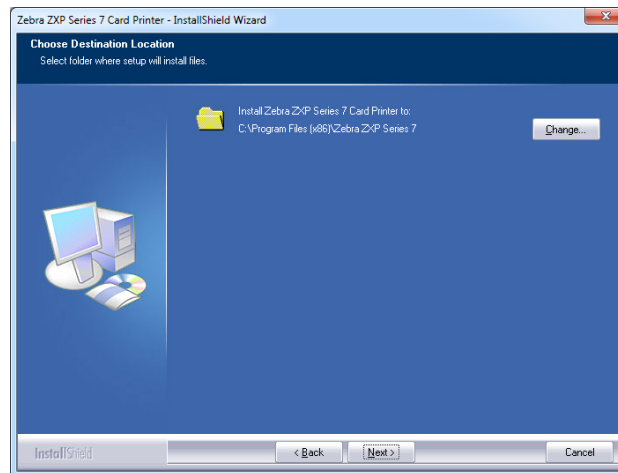 Zebra ZXP Series 7 Card Printer - InstallShield Wizard
Choose Destination Location
Select folder where setup will install files.
Install Zebra ZXP Series 7 Card Printer to:
C:\Program Files (x86)\Zebra ZXP Series 7
Change...
InstallShield
< Back
Next >
Cancel